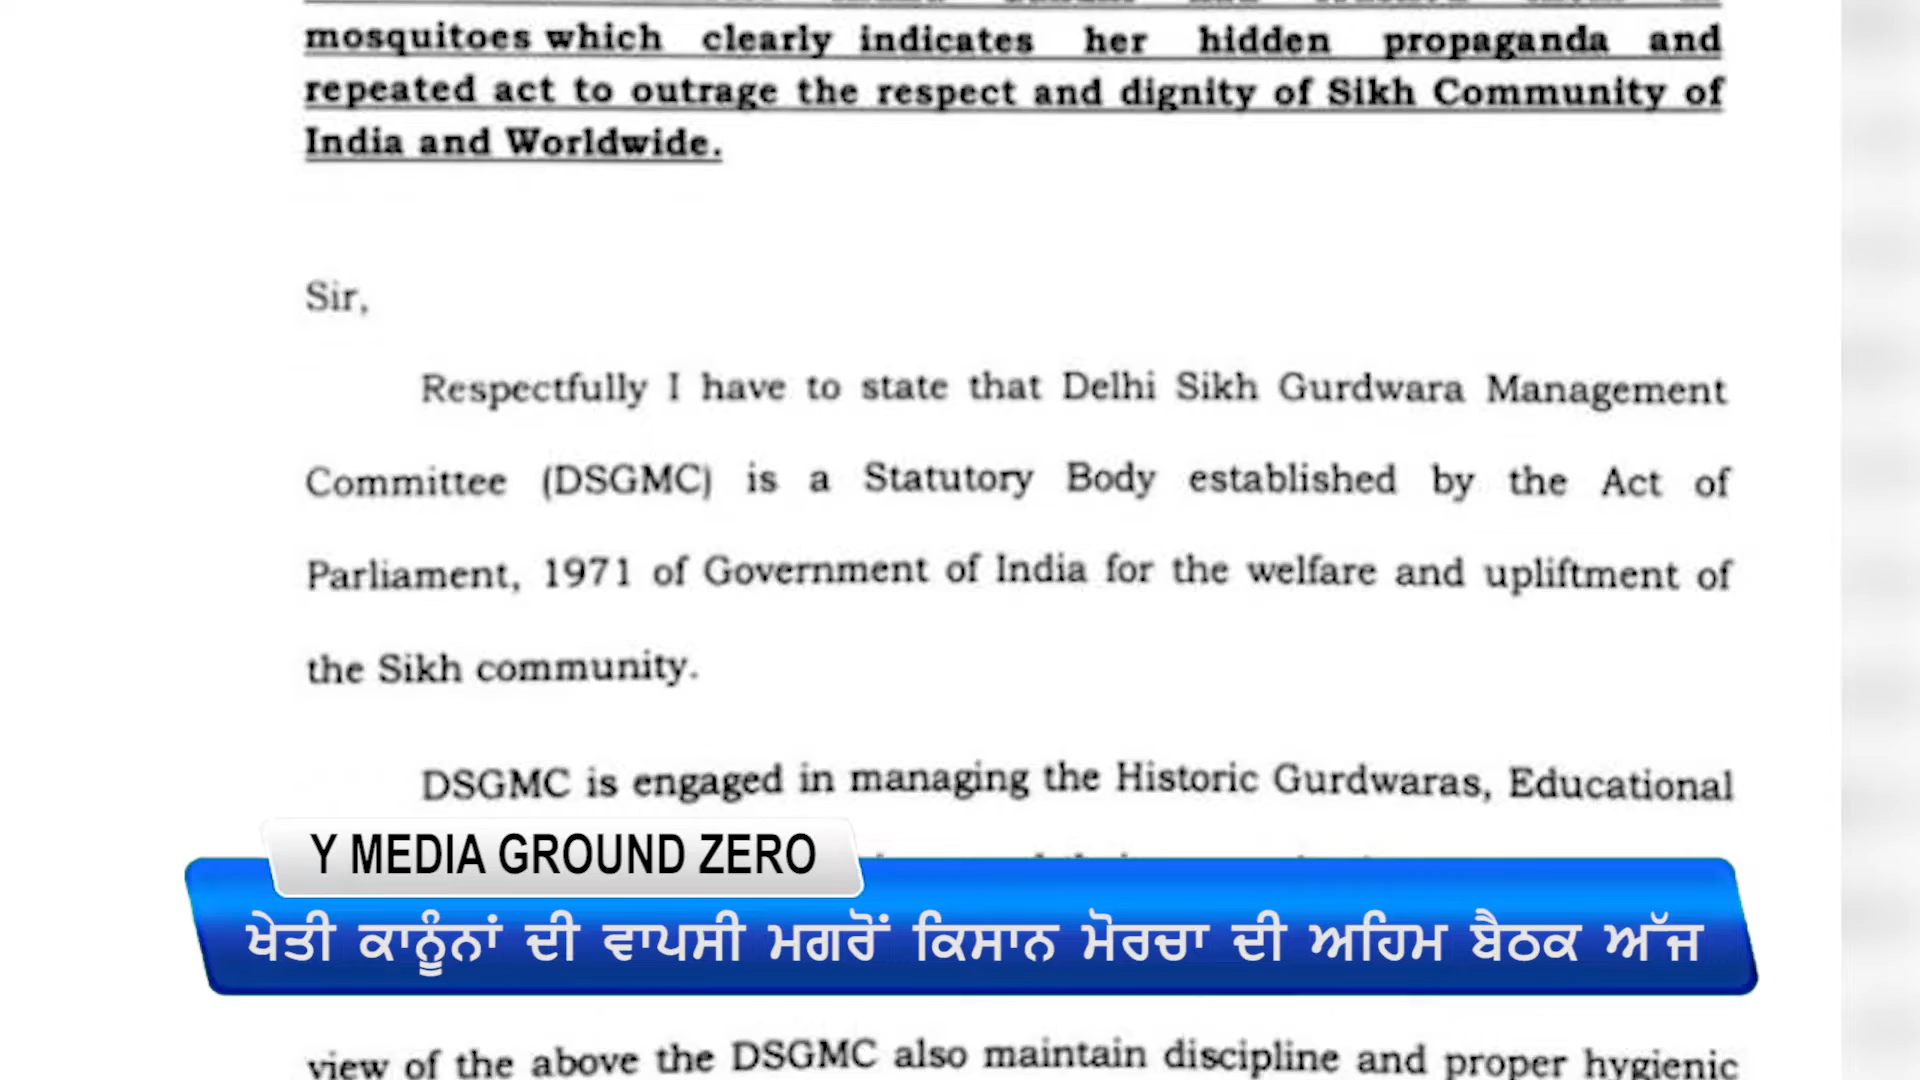 mosquitoes which clearly indicates her hidden propaganda and
repeated act to outrage the respect and dignity of Sikh Community of
India and Worldwide.
Sir,
Respectfully I have to state that Delhi Sikh Gurdwara Management
Committee (DSGMC) is a Statutory Body established by the Act of
Parliament, 1971 of Government of India for the welfare and upliftment of
the Sikh community.
DSGMC is engaged in managing the Historic Gurdwaras, Educational
Y MEDIA GROUND ZERO
ਖੇਤੀ ਕਾਨੂੰਨਾਂ ਦੀ ਵਾਪਸੀ ਮਗਰੋਂ ਕਿਸਾਨ ਮੋਰਚਾ ਦੀ ਅਹਿਮ ਬੈਠਕ ਅੱਜ
view of the above the DSGMC also maintain discipline and proper hygienic